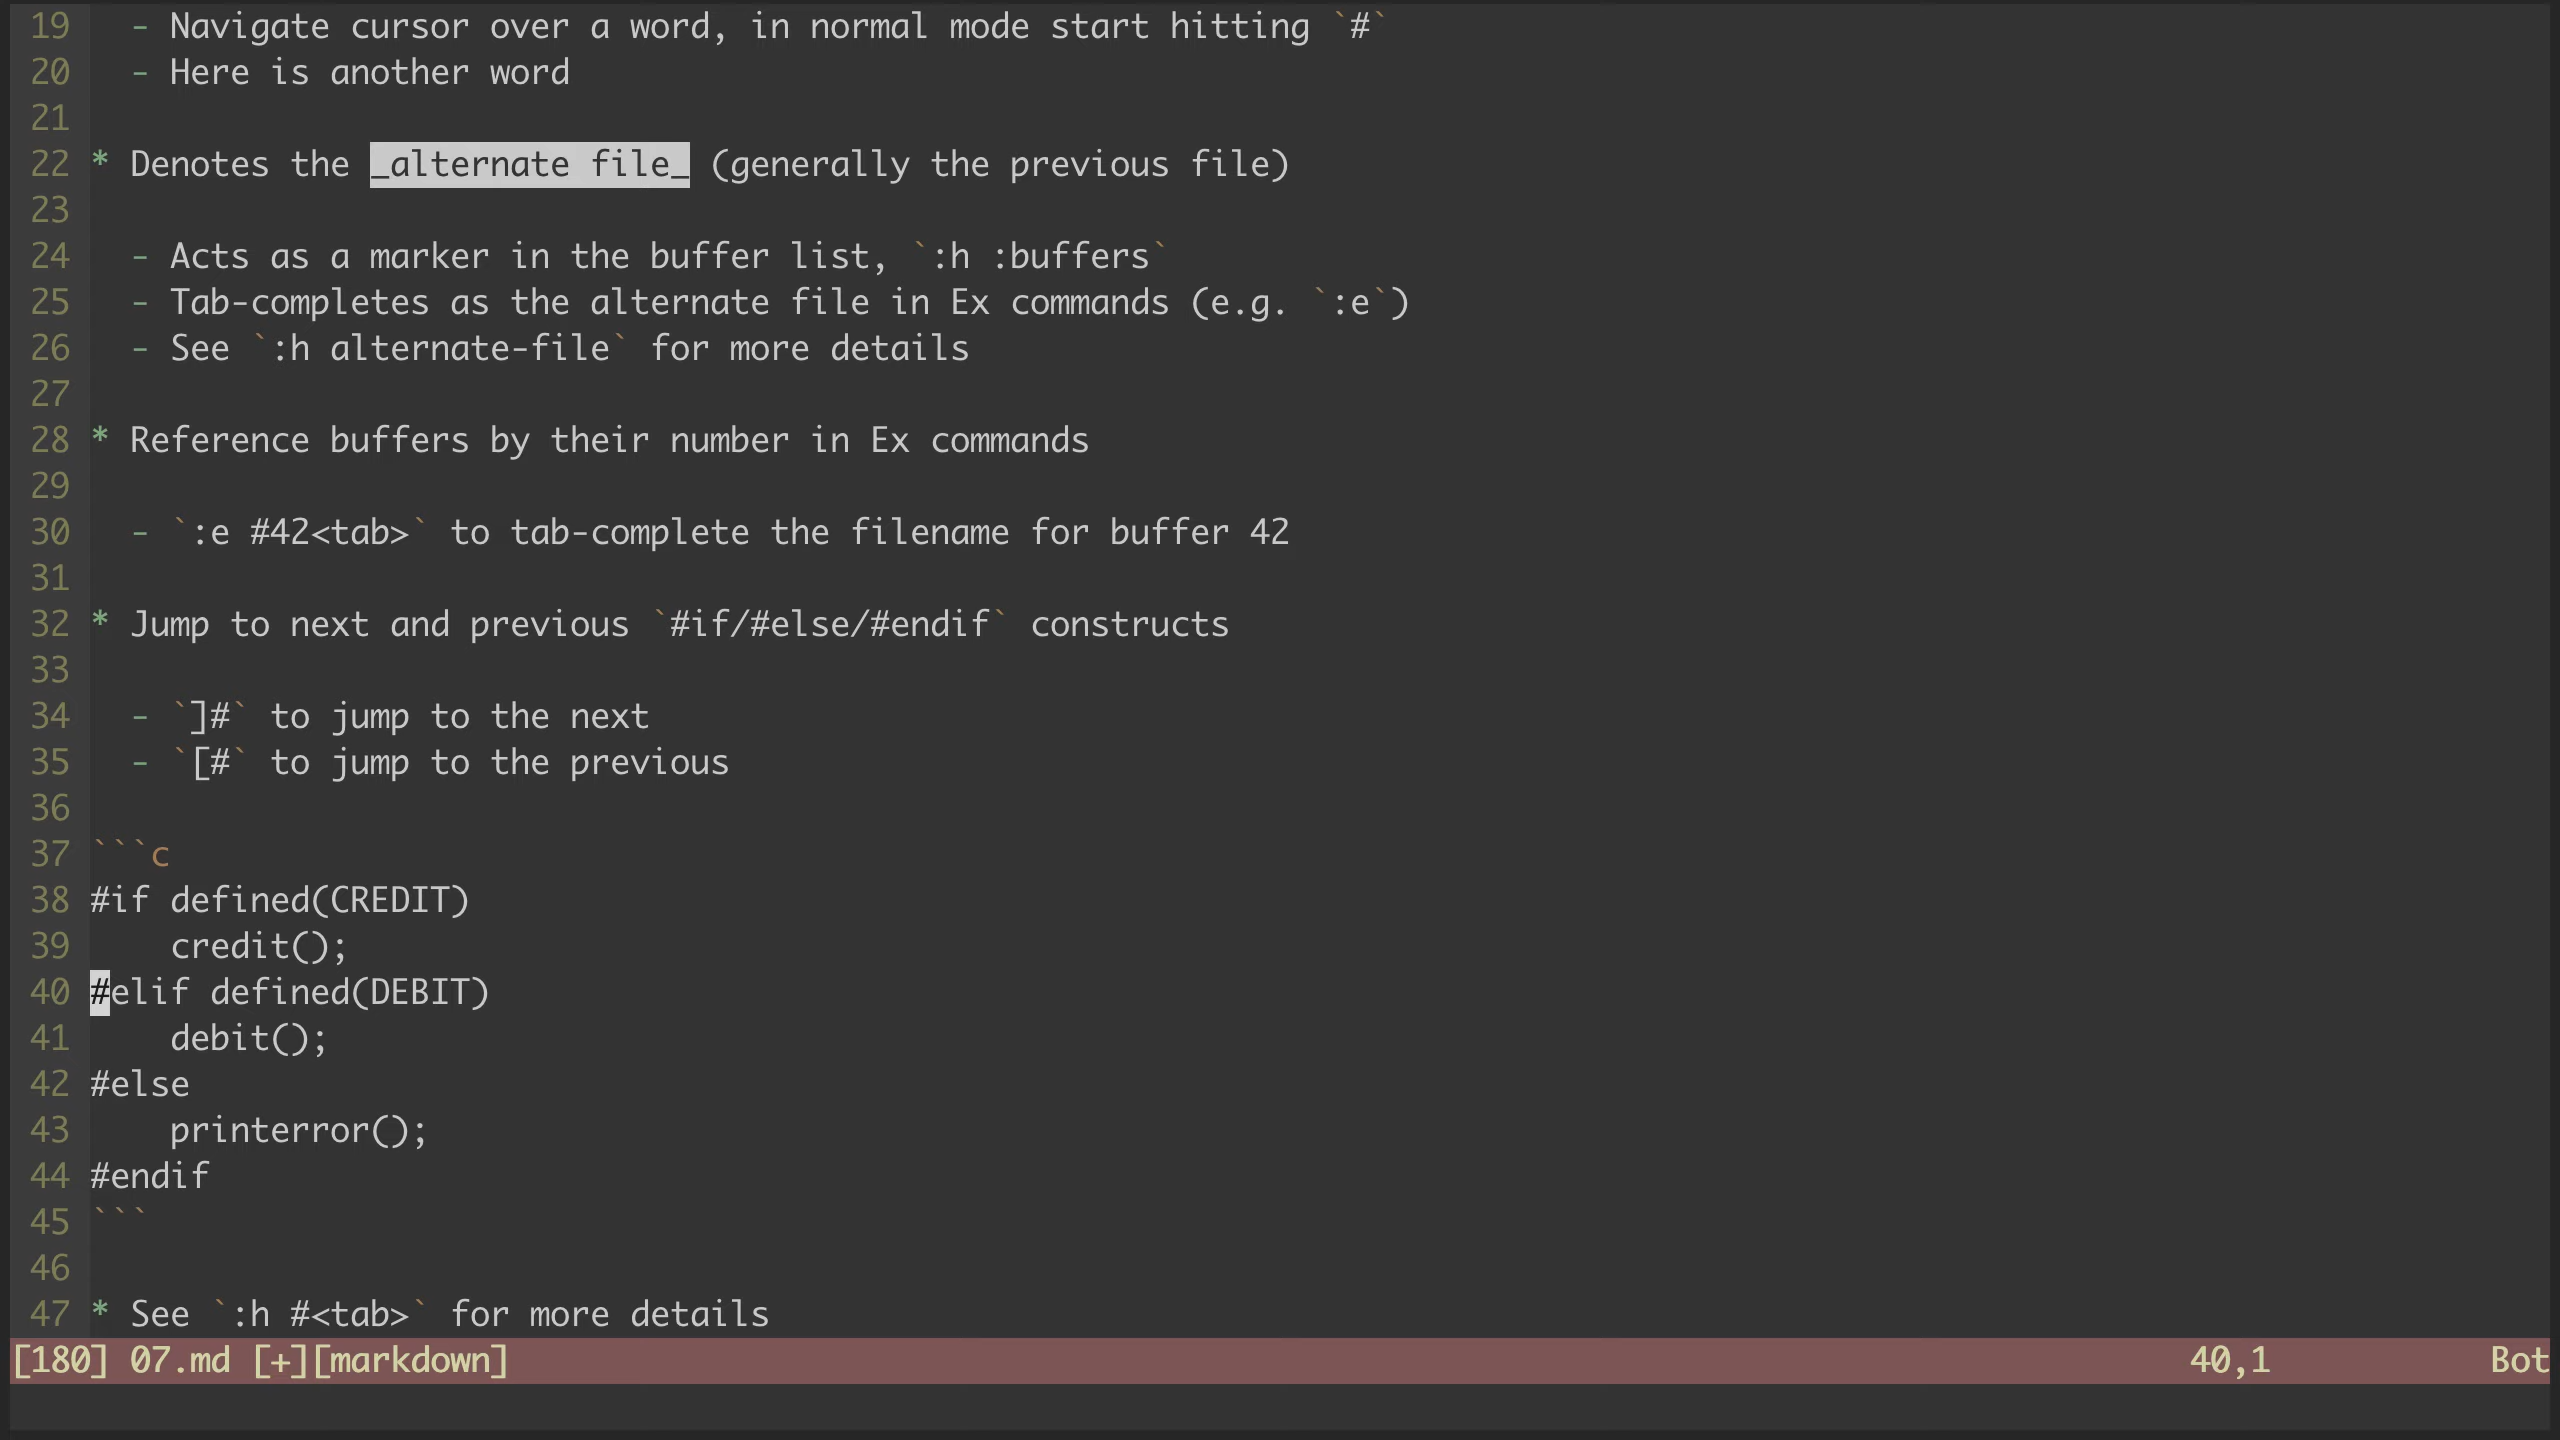 19   - Navigate cursor over a word, in normal mode start hitting `#`
20   - Here is another word
21
22 * Denotes the _alternate file_ (generally the previous file)
23
24   - Acts as a marker in the buffer list, `:h :buffers`
25   - Tab-completes as the alternate file in Ex commands (e.g. `:e`)
26   - See `:h alternate-file` for more details
27
28 * Reference buffers by their number in Ex commands
29
30   - `:e #42<tab>` to tab-complete the filename for buffer 42
31
32 * Jump to next and previous `#if/#else/#endif` constructs
33
34   - `]#` to jump to the next
35   - `[#` to jump to the previous
36
37 ```c
38 #if defined(CREDIT)
39     credit();
40 #elif defined(DEBIT)
41     debit();
42 #else
43     printerror();
44 #endif
45 ```
46
47 * See `:h #<tab>` for more details
[180] 07.md [+][markdown] 40,1 Bot